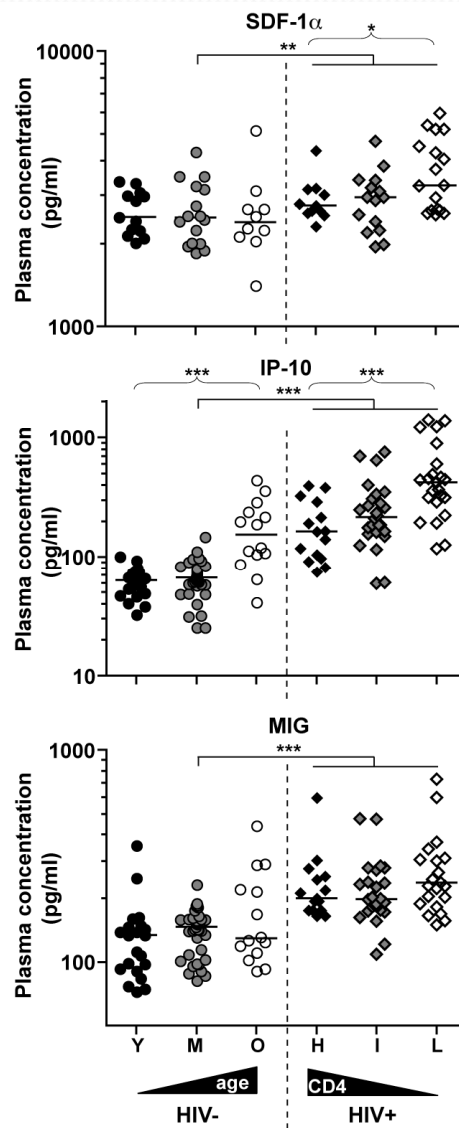 SDF-1α
**
*
10000
1000
Plasma concentration
(pg/ml)
IP-10
***
***
***
1000
100
10
Plasma concentration
(pg/ml)
MIG
***
1000
100
Plasma concentration
(pg/ml)
Y M O H I L
age CD4
HIV- HIV+